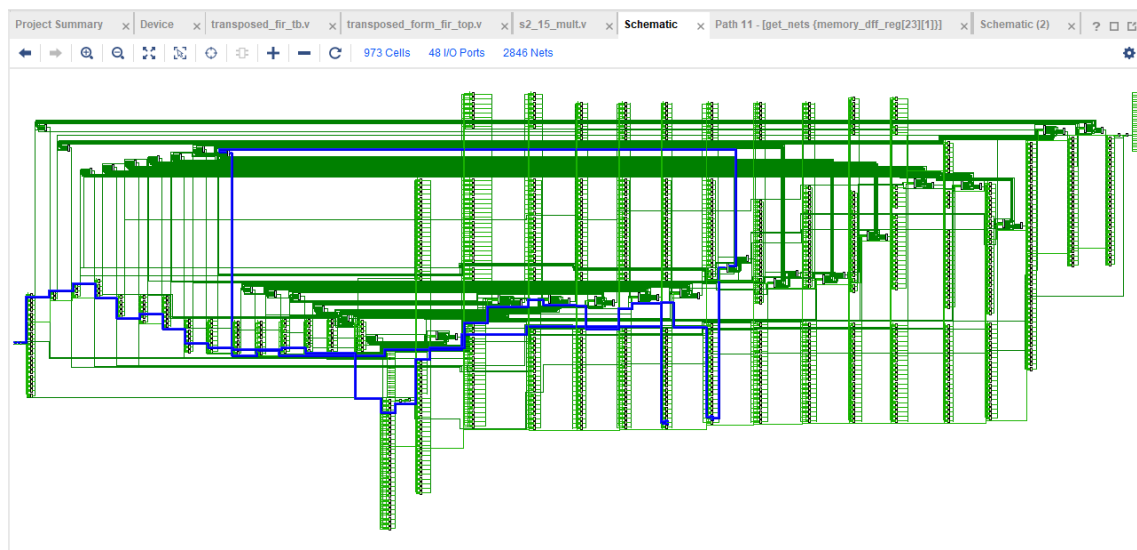 Project Summary × Device × transposed_fir_tb.v × transposed_form_fir_top.v × s2_15_mult.v × Schematic × Path 11 - [get_nets {memory_dff_reg[23][1]}] × Schematic (2) × ?
973 Cells 48 I/O Ports 2846 Nets